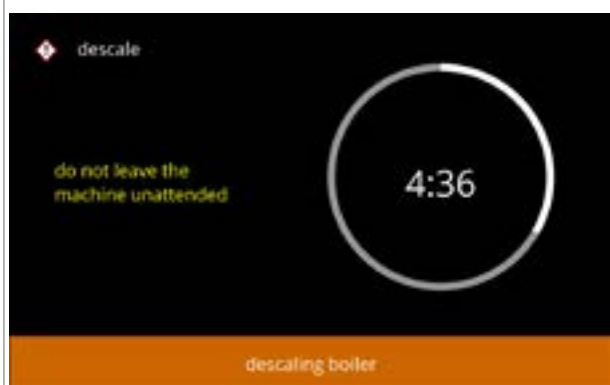 descale
do not leave the
machine unattended
4:36
descaling boiler